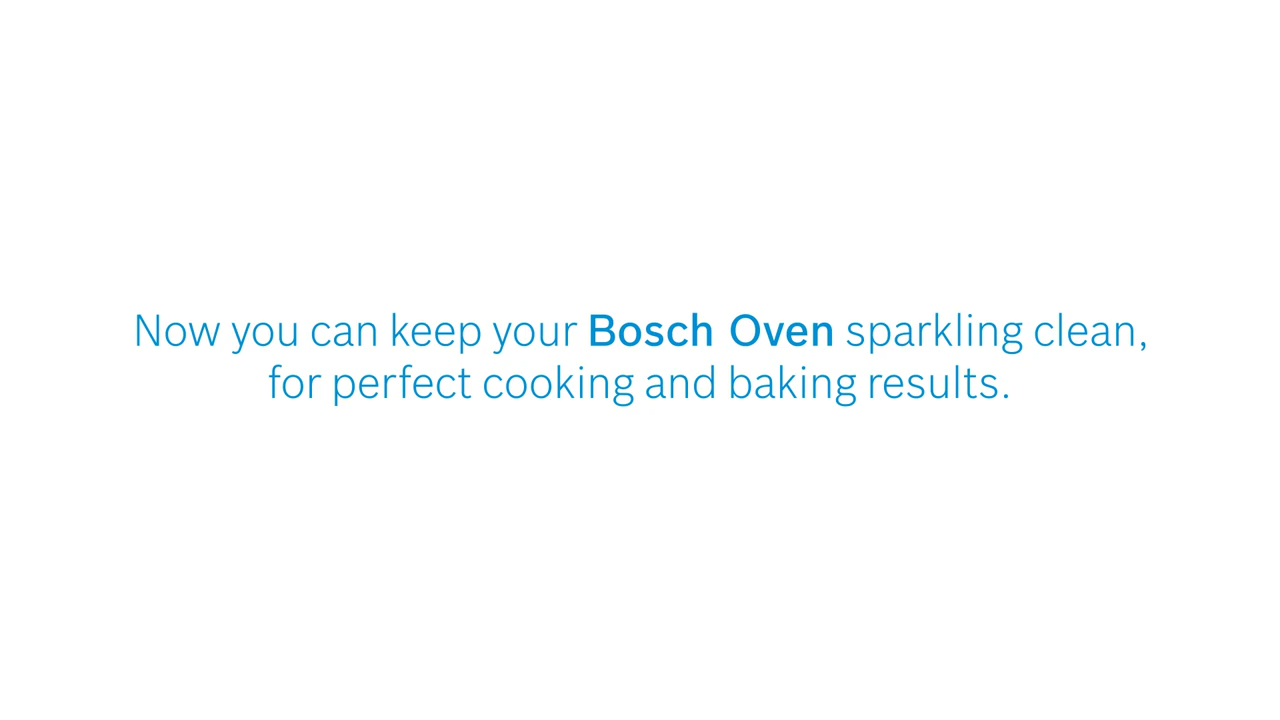 Now you can keep your Bosch Oven sparkling clean,
for perfect cooking and baking results.